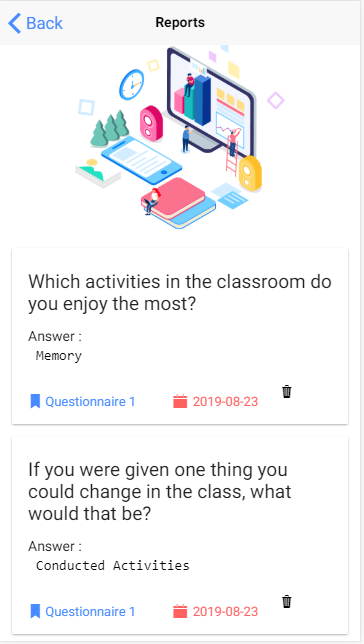 Back
Reports
Which activities in the classroom do
you enjoy the most?
Answer :
Memory
Questionnaire 1 2019-08-23
If you were given one thing you
could change in the class, what
would that be?
Answer :
Conducted Activities
Questionnaire 1 2019-08-23